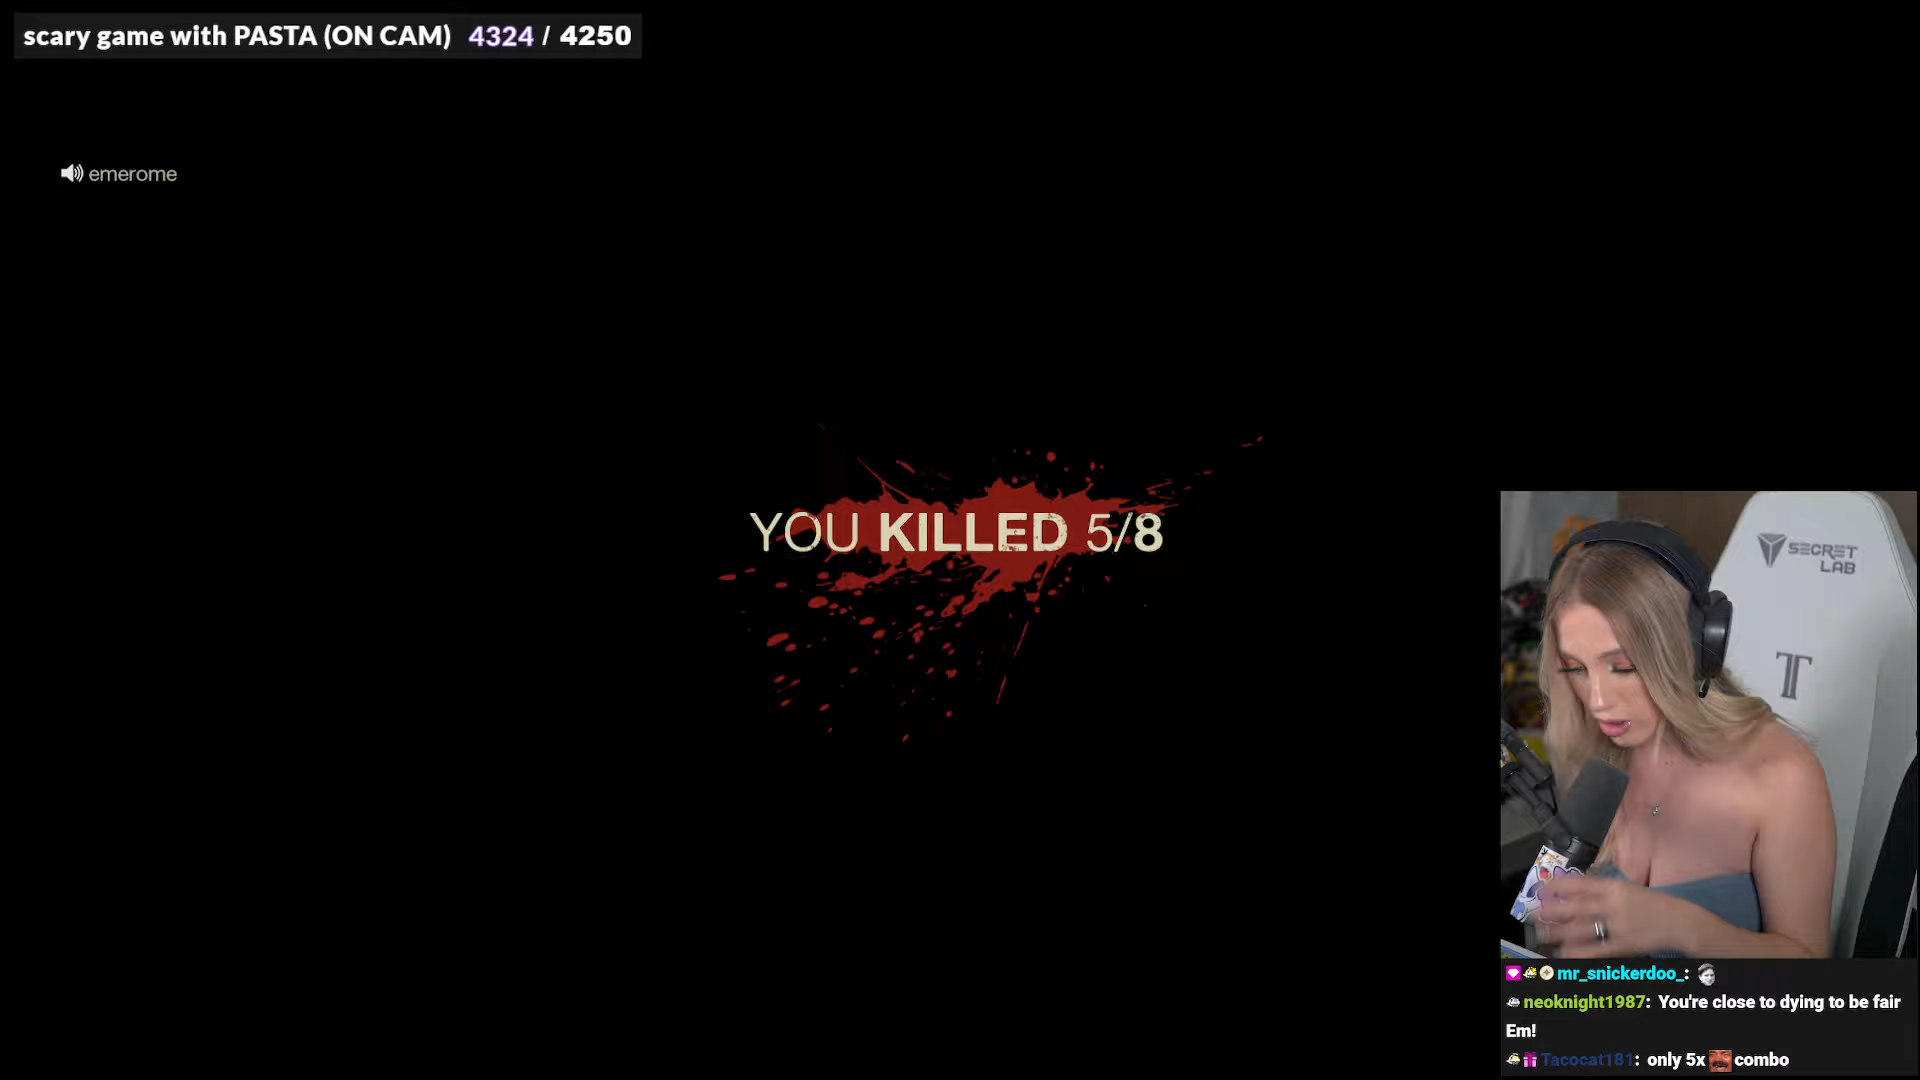 scary game with PASTA (ON CAM) 4324 / 4250
emerome
YOU KILLED 5/8
SECRET
LAB
mr_snickerdoo_:
neoknight1987: You're close to dying to be fair
Em!
Tacocat181: only 5x combo